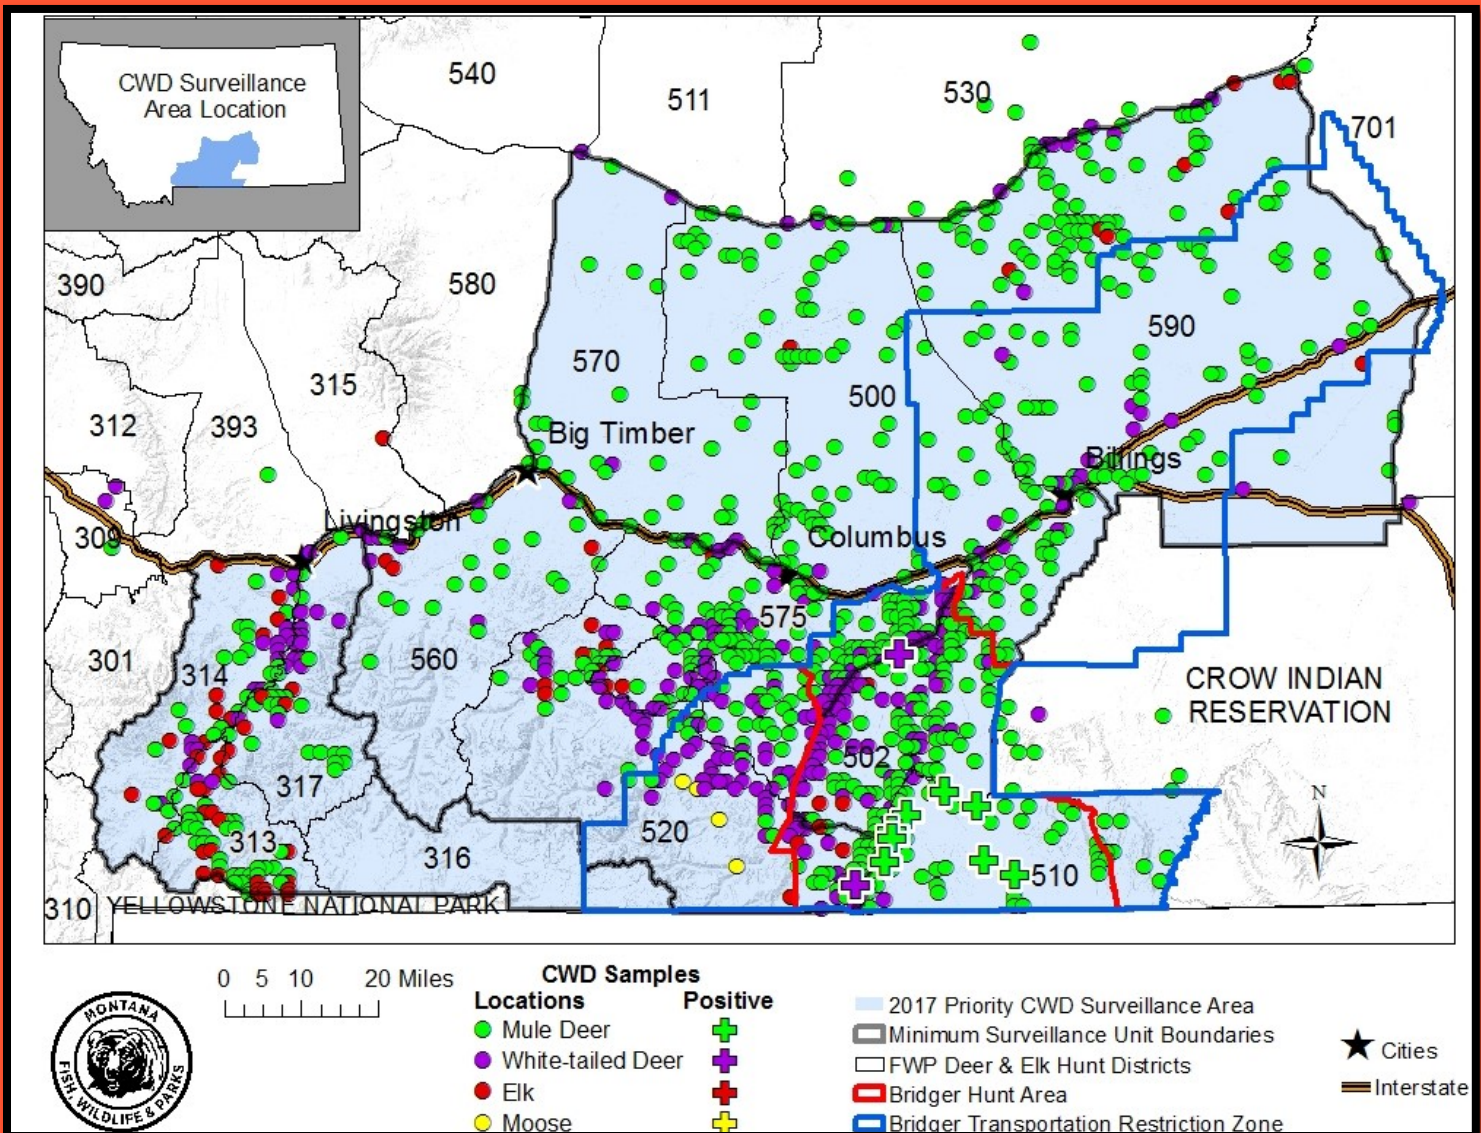 CWD Surveillance
Area Location
540
511
530
701
390
580
315
570
590
312
393
500
Big Timber
Billings
309
Livingston
Columbus
575
301
314
560
CROW INDIAN
RESERVATION
502
317
N
313
316
520
510
310
YELLOWSTONE NATIONAL PARK
0 5 10 20 Miles
CWD Samples
Locations Positive
Mule Deer
White-tailed Deer
Elk
Moose
2017 Priority CWD Surveillance Area
Minimum Surveillance Unit Boundaries
FWP Deer & Elk Hunt Districts
Bridger Hunt Area
Bridger Transportation Restriction Zone
Cities
Interstate
MONTANA
FISH, WILDLIFE & PARKS